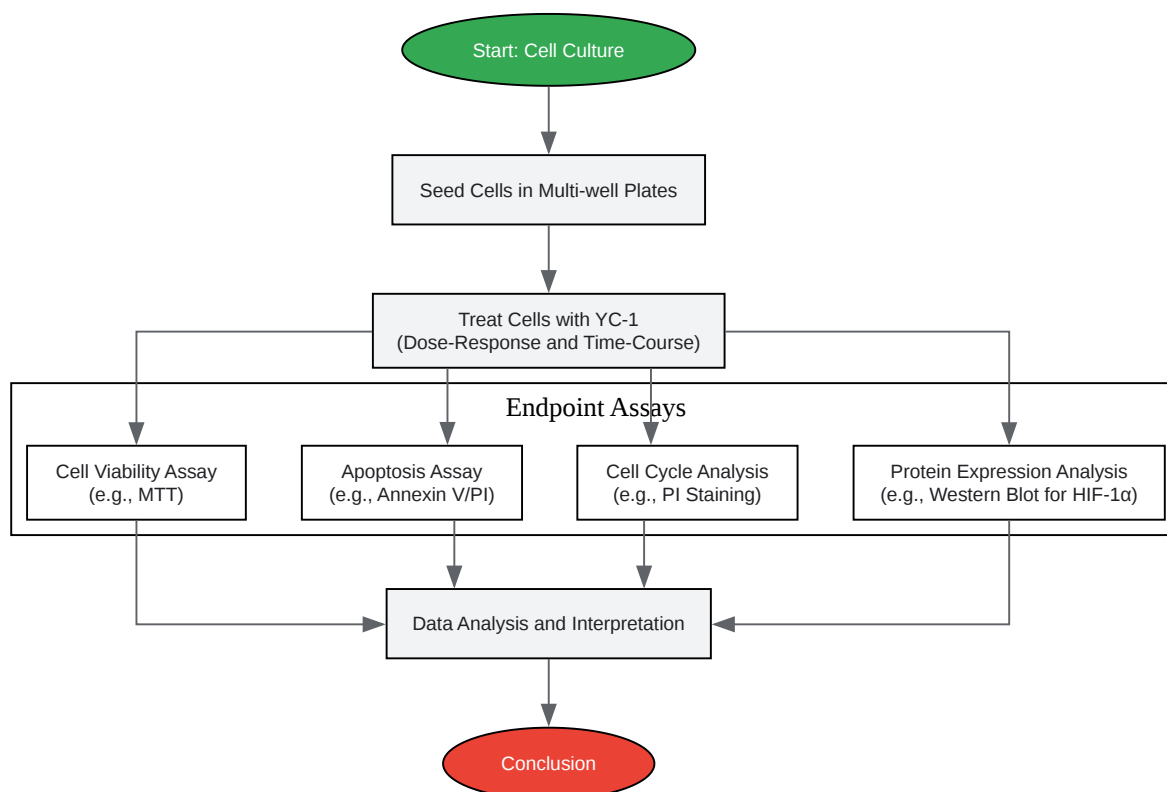 Start: Cell Culture
Seed Cells in Multi-well Plates
Treat Cells with YC-1
(Dose-Response and Time-Course)
Endpoint Assays
Cell Viability Assay
(e.g., MTT)
Apoptosis Assay
(e.g., Annexin V/PI)
Cell Cycle Analysis
(e.g., PI Staining)
Protein Expression Analysis
(e.g., Western Blot for HIF-1α)
Data Analysis and Interpretation
Conclusion